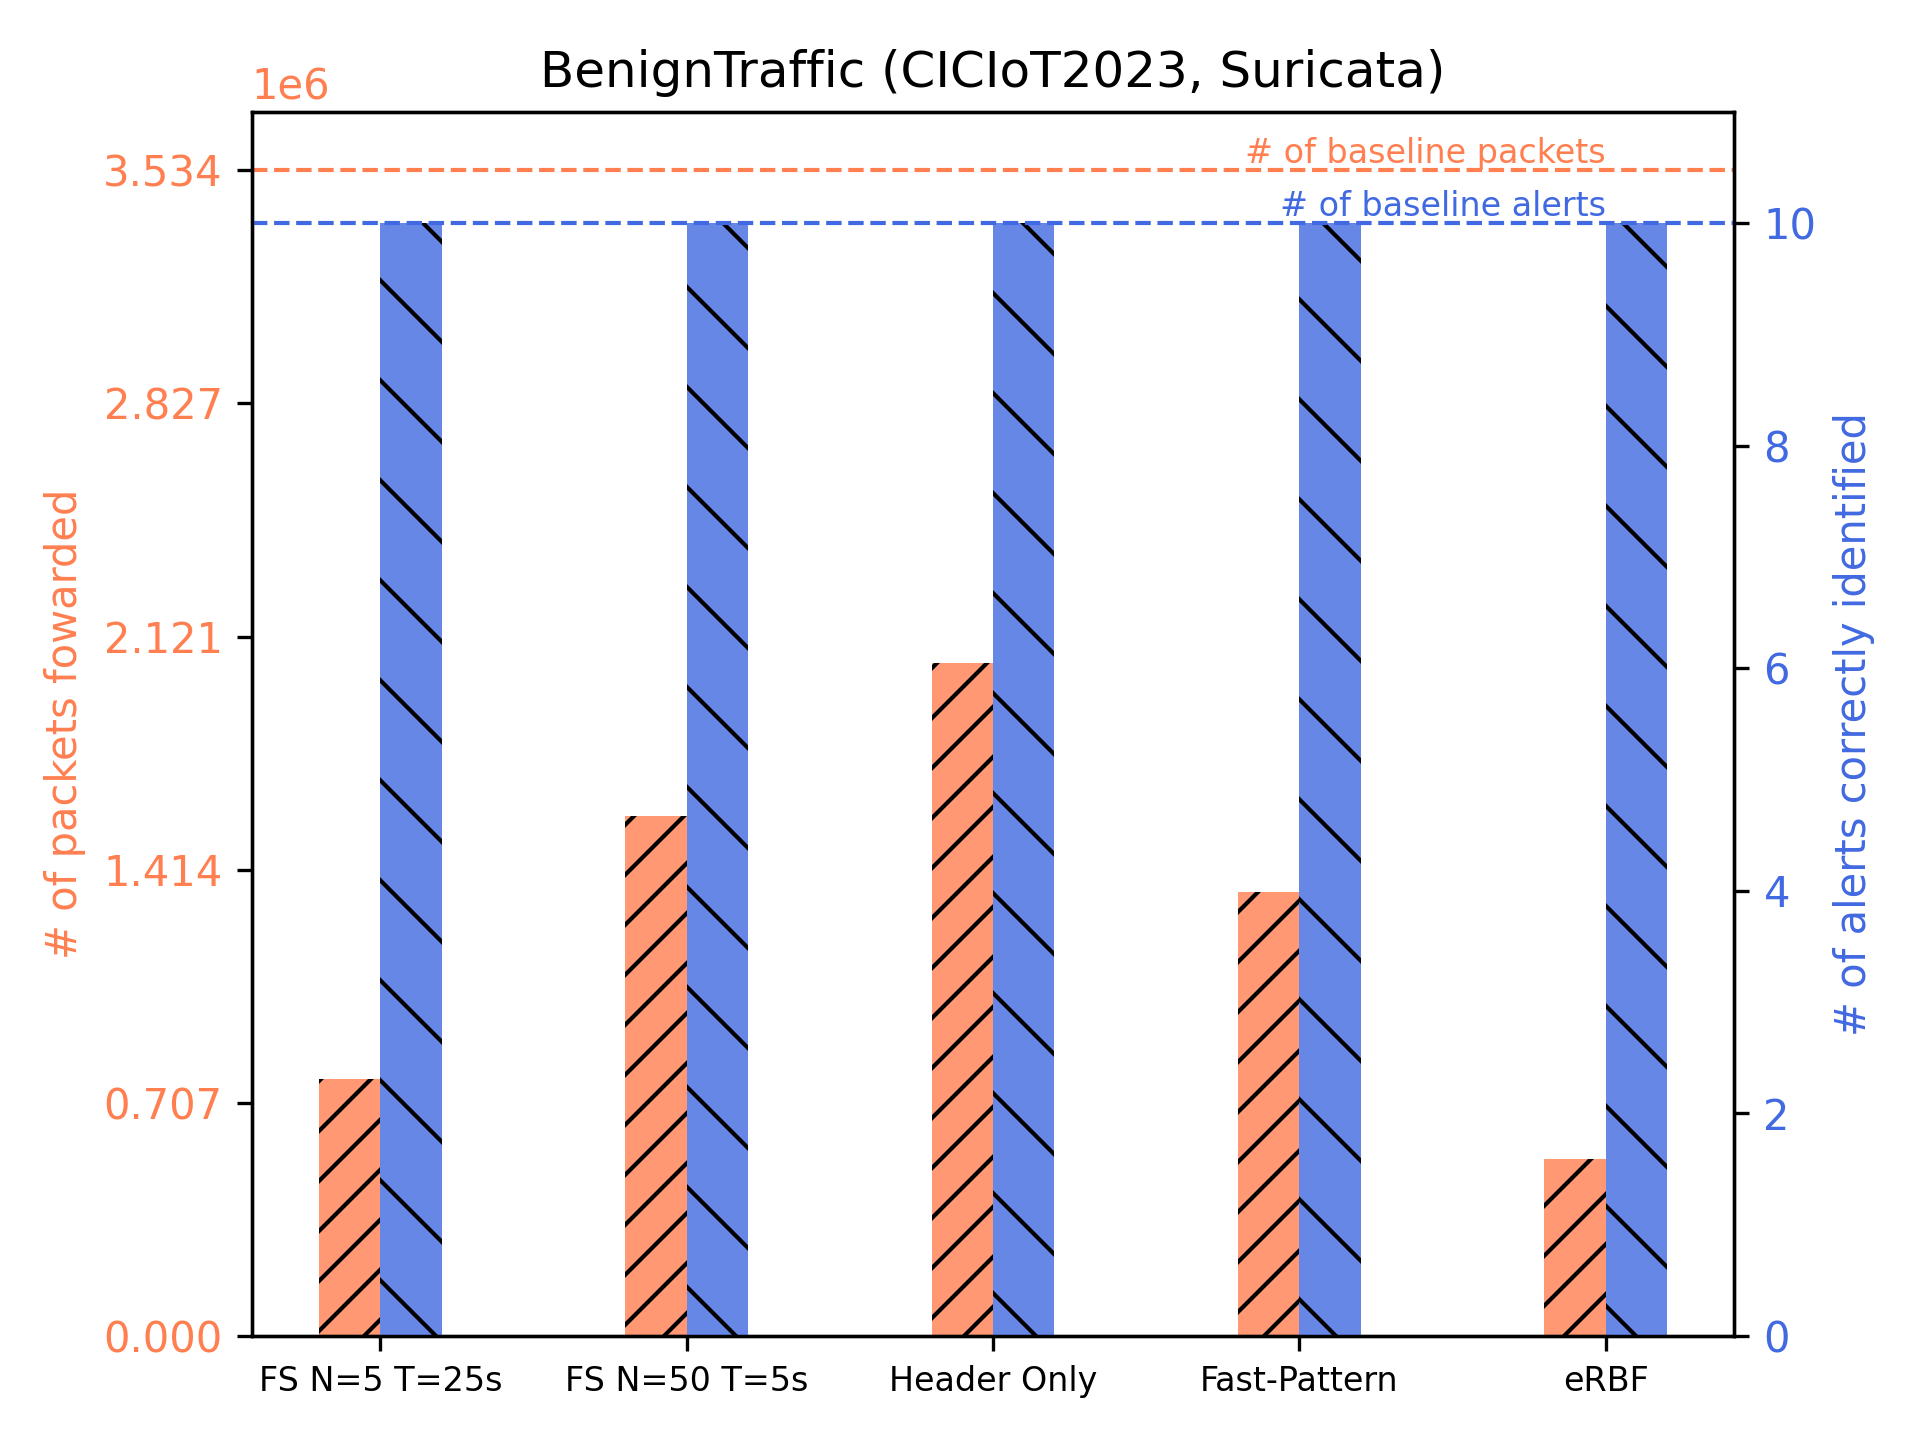 BenignTraffic (CICIoT2023, Suricata)
1e6
# of baseline packets
# of baseline alerts
3.534
2.827
2.121
1.414
0.707
0.000
# of packets fowarded
10
8
6
4
2
0
# of alerts correctly identified
FS N=5 T=25s
FS N=50 T=5s
Header Only
Fast-Pattern
eRBF